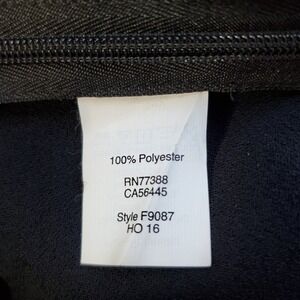 100% Polyester
RN77388
CA56445
Style F9087
HO 16